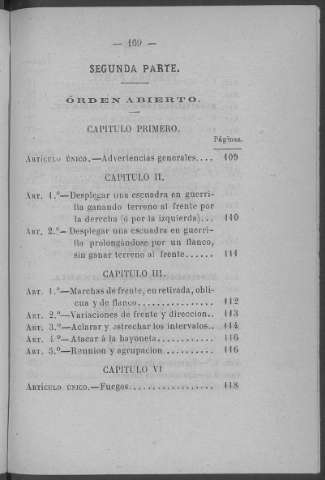 — 169 —
SEGUNDA PARTE.
ÓRDEN ABIERTO.
CAPITULO PRIMERO.
Páginas.
ARTÍCULO ÚNICO.—Advertencias generales.... 109
CAPITULO II.
ART. 1.º—Desplegar una escuadra en guerri-
lla ganando terreno al frente por
la derecha (ó por la izquierda)... 110
ART. 2.º—Desplegar una escuadra en guerri-
lla prolongándose por un flanco,
sin ganar terreno al frente...... 111
CAPITULO III.
ART. 1.º—Marchas de frente, en retirada, obli-
cua y de flanco................. 112
ART. 2.º—Variaciones de frente y direccion.. 113
ART. 3.º—Aclarar y estrechar los intervalos.. 114
ART. 4.º—Atacar á la bayoneta............ 116
ART. 5.º—Reunion y agrupacion........... 116
CAPITULO VI
ARTÍCULO ÚNICO.—Fuegos.................. 118